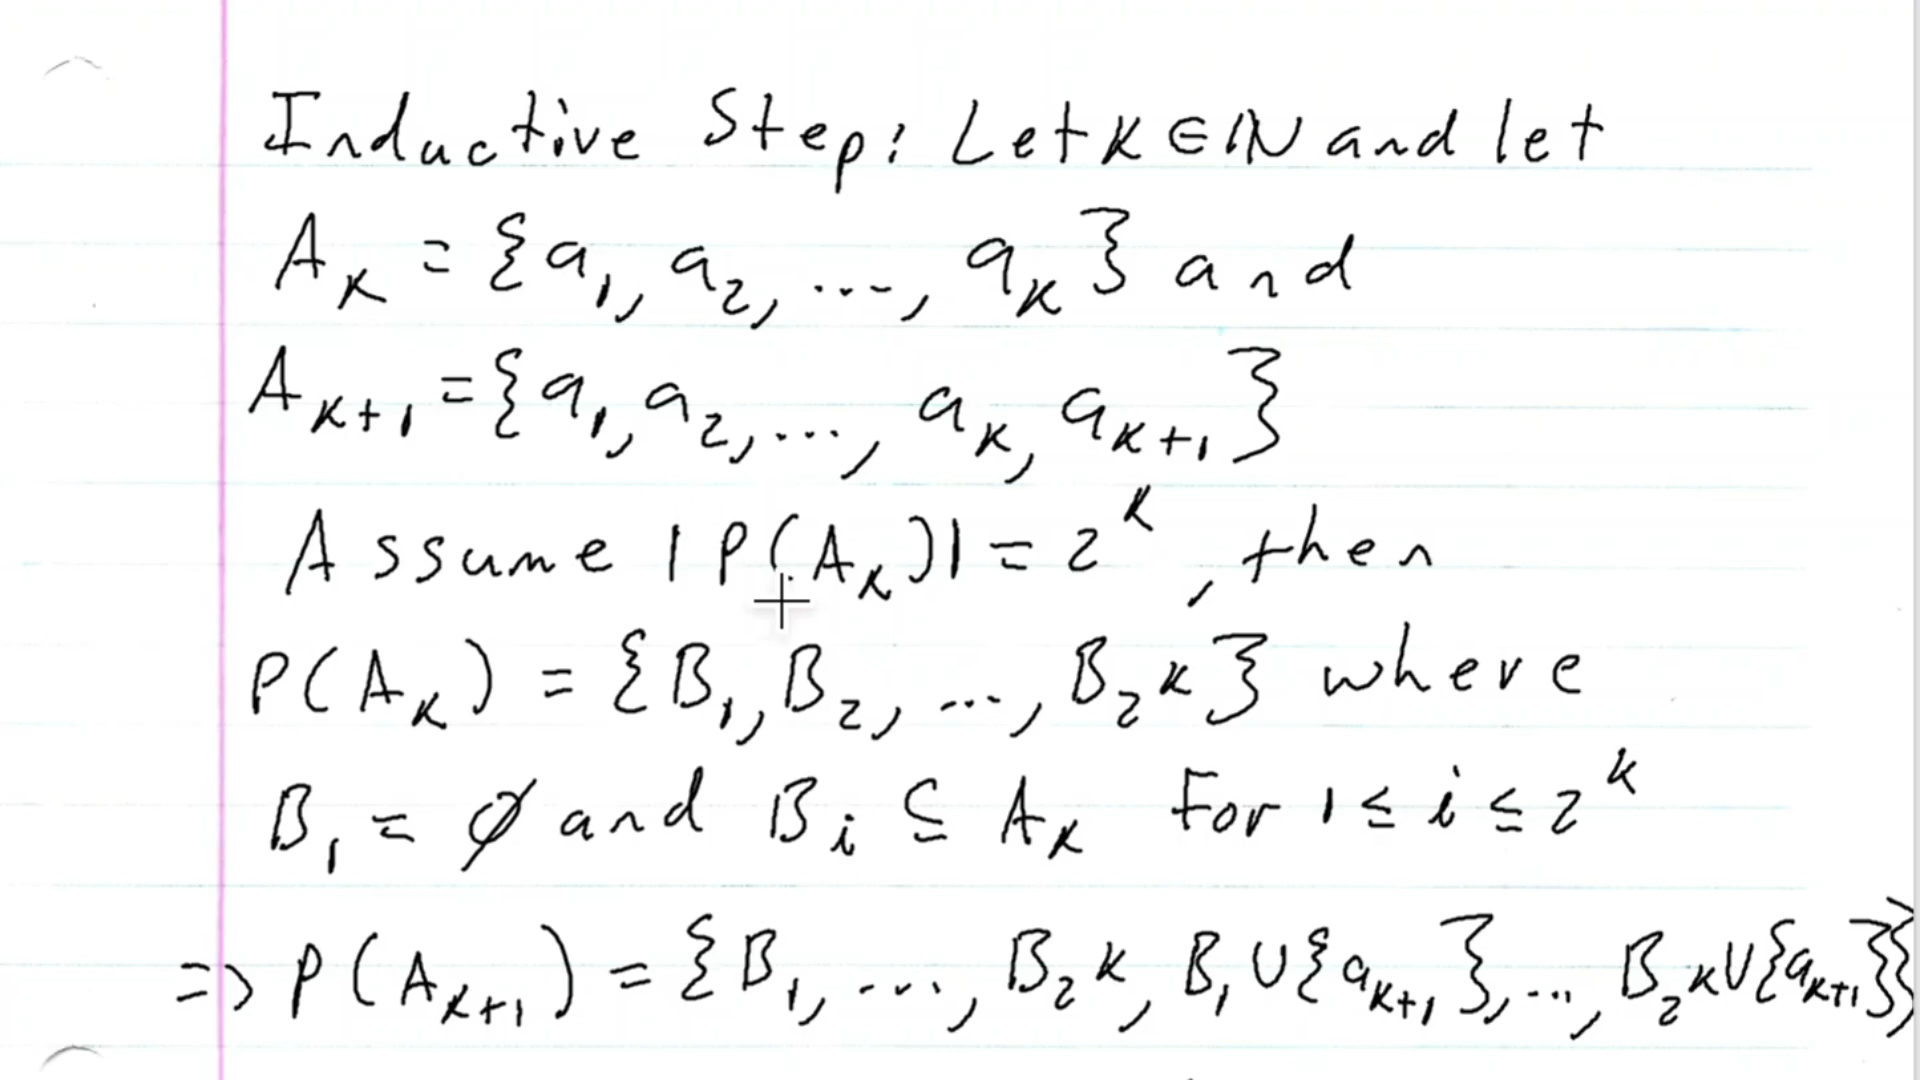 Inductive Step: Let K ∈ ℕ and let
A_K = {a_1, a_2, ..., a_K} and
A_{K+1} = {a_1, a_2, ..., a_K, a_{K+1}}
Assume |P(A_K)| = 2^K, then
P(A_K) = {B_1, B_2, ..., B_{2^K}} where
B_1 = ∅ and B_i ⊆ A_K For 1 ≤ i ≤ 2^K
=> P(A_{K+1}) = {B_1, ..., B_{2^K}, B_1 ∪ {a_{K+1}}, ..., B_{2^K} ∪ {a_{K+1}}}